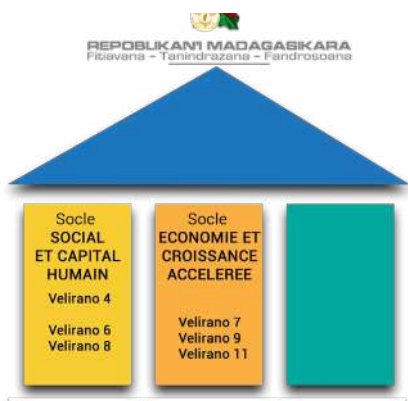 REPOBLIKAN'I MADAGASIKARA
Fitiavana – Tanindrazana – Fandrosoana
Socle
SOCIAL
ET CAPITAL
HUMAIN
Velirano 4
Velirano 6
Velirano 8
Socle
ECONOMIE ET
CROISSANCE
ACCELEREE
Velirano 7
Velirano 9
Velirano 11